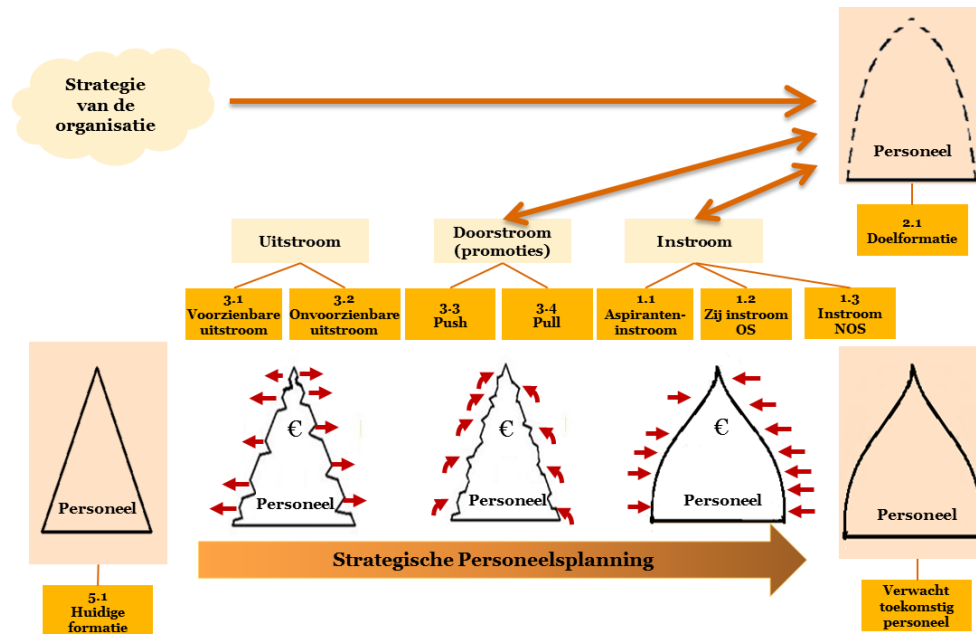 Strategie
van de
organisatie
Personeel
2.1
Doelformatie
Uitstroom
Doorstroom
(promoties)
Instroom
3.1
Voorzienbare
uitstroom
3.2
Onvoorzienbare
uitstroom
3.3
Push
3.4
Pull
1.1
Aspiranten-
instroom
1.2
Zij instroom
OS
1.3
Instroom
NOS
Personeel
€
Personeel
€
Personeel
€
Personeel
Personeel
Strategische Personeelsplanning
5.1
Huidige
formatie
Verwacht
toekomstig
personeel